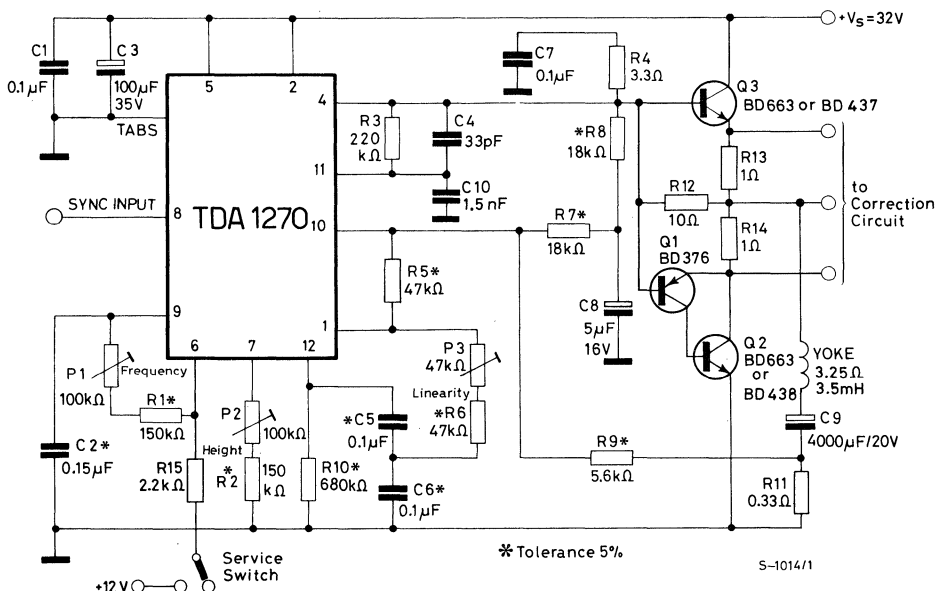 +Vs=32V
C1
0.1µF
C3
100µF
35V
5
2
TABS
4
R3
220
kΩ
C4
33pF
11
C10
1.5nF
C7
0.1µF
R4
3.3Ω
*R8
18kΩ
Q3
BD663 or BD 437
R13
1Ω
R12
10Ω
R14
1Ω
to
Correction
Circuit
SYNC INPUT
8
TDA 1270
10
R7*
18kΩ
Q1
BD376
R5*
47kΩ
C8
5µF
16V
9
1
6
7
12
P1
Frequency
100kΩ
R1*
150kΩ
P3
47kΩ
Linearity
*R6
47kΩ
Q2
BD663
or
BD438
YOKE
3.25Ω
3.5mH
C9
4000µF/20V
P2
100kΩ
Height
*
R2
150
kΩ
*C5
0.1µF
C2*
0.15µF
R15
2.2kΩ
R10*
680kΩ
C6*
0.1µF
R9*
5.6kΩ
R11
0.33Ω
Service
Switch
+12V
* Tolerance 5%
S-1014/1